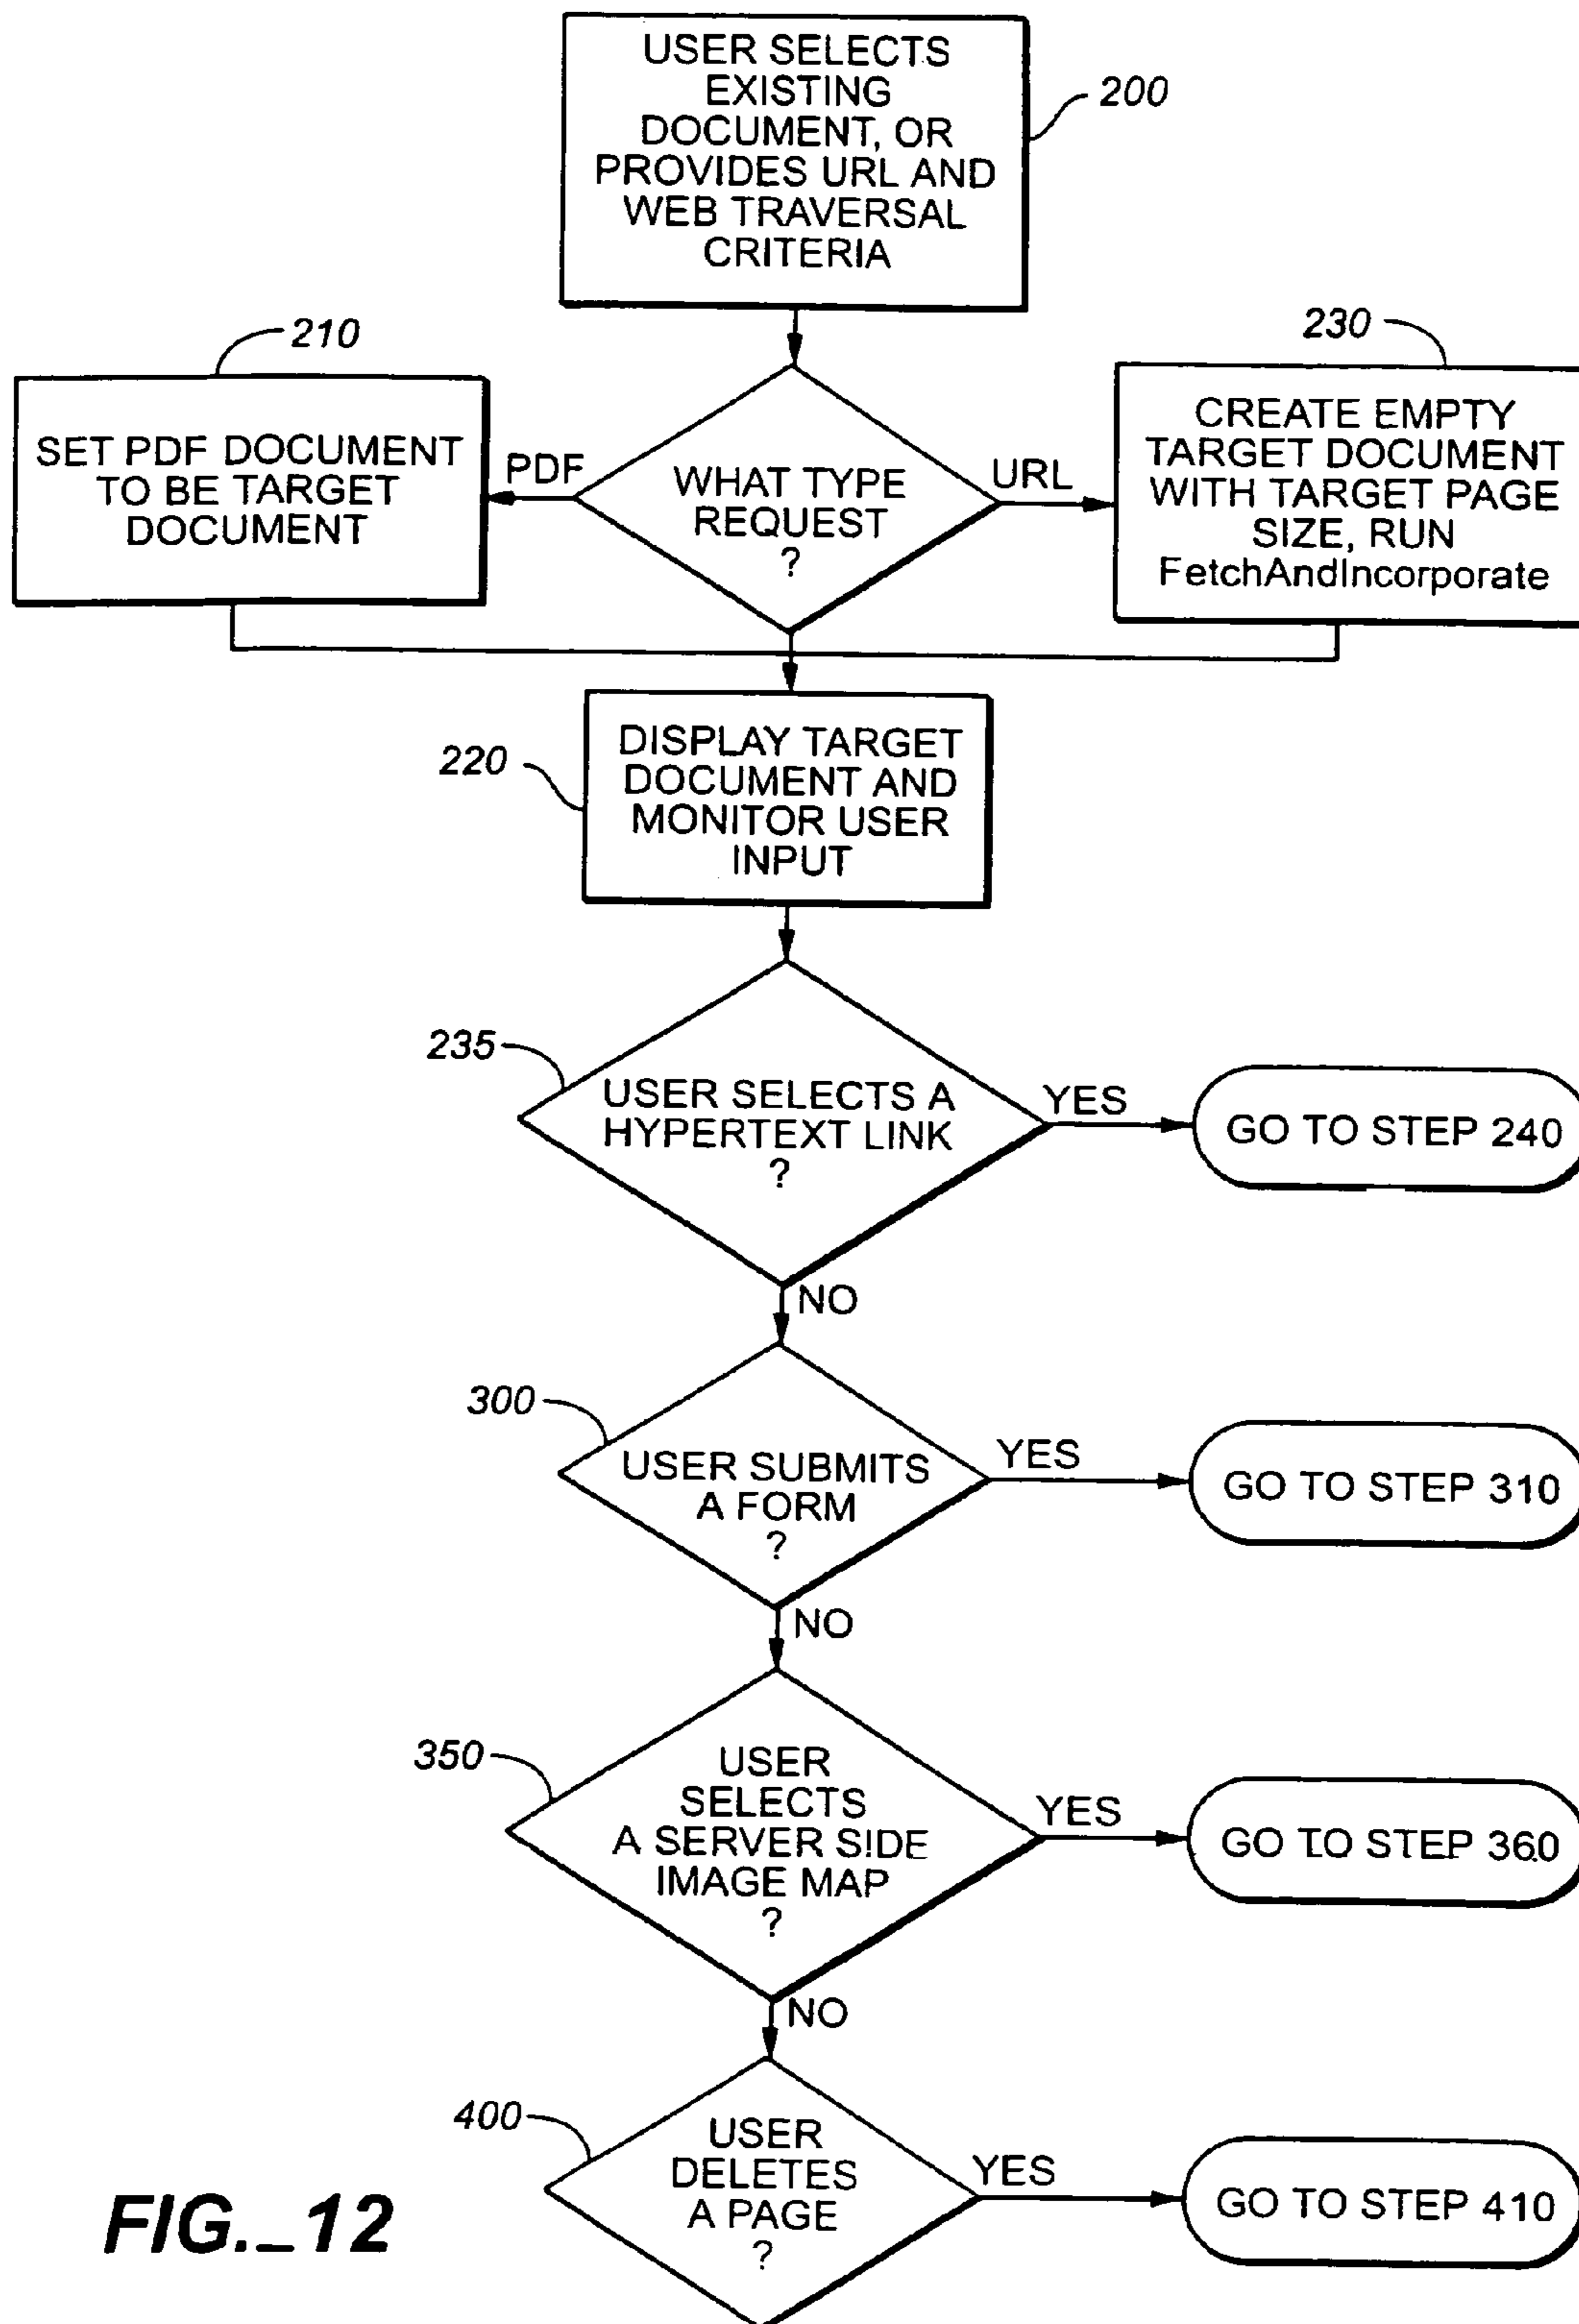 USER SELECTS
EXISTING
DOCUMENT, OR
PROVIDES URL AND
WEB TRAVERSAL
CRITERIA
200
210
230
SET PDF DOCUMENT
TO BE TARGET
DOCUMENT
PDF
WHAT TYPE
REQUEST
?
URL
CREATE EMPTY
TARGET DOCUMENT
WITH TARGET PAGE
SIZE, RUN
FetchAndIncorporate
220
DISPLAY TARGET
DOCUMENT AND
MONITOR USER
INPUT
235
USER SELECTS A
HYPERTEXT LINK
?
YES
GO TO STEP 240
NO
300
USER SUBMITS
A FORM
?
YES
GO TO STEP 310
NO
350
USER
SELECTS
A SERVER SIDE
IMAGE MAP
?
YES
GO TO STEP 360
NO
400
USER
DELETES
A PAGE
?
YES
GO TO STEP 410
FIG._12